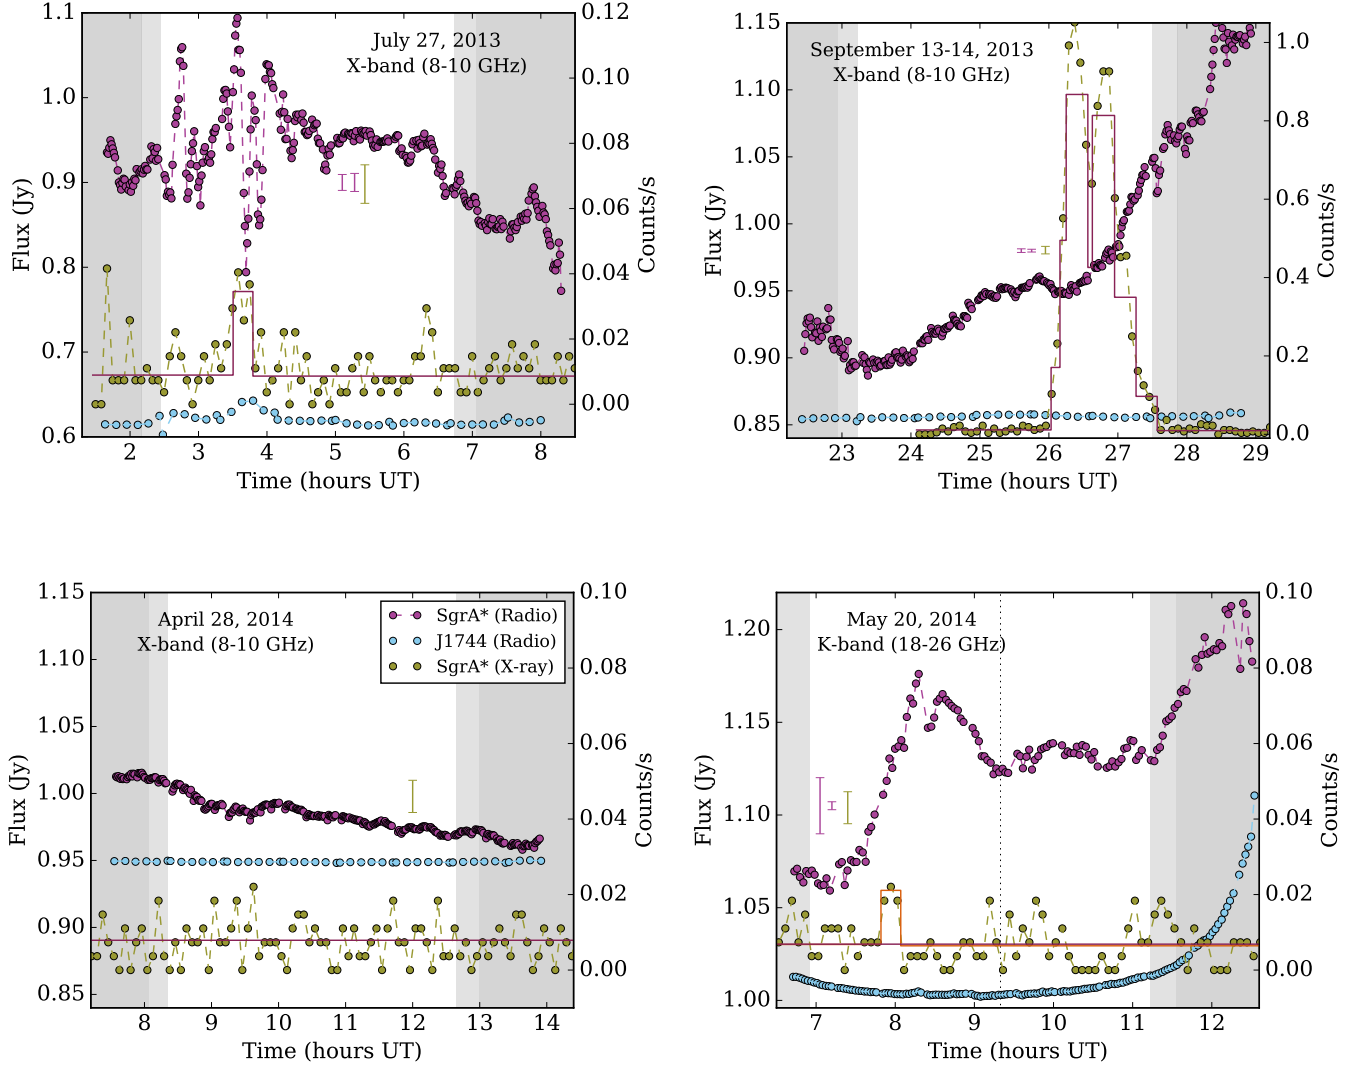 July 27, 2013
X-band (8-10 GHz)
1.1
1.0
0.9
0.8
0.7
0.6
Flux (Jy)
0.12
0.10
0.08
0.06
0.04
0.02
0.00
Counts/s
2 3 4 5 6 7 8
Time (hours UT)
September 13-14, 2013
X-band (8-10 GHz)
1.15
1.10
1.05
1.00
0.95
0.90
0.85
Flux (Jy)
1.0
0.8
0.6
0.4
0.2
0.0
Counts/s
23 24 25 26 27 28 29
Time (hours UT)
April 28, 2014
X-band (8-10 GHz)
SgrA* (Radio)
J1744 (Radio)
SgrA* (X-ray)
1.15
1.10
1.05
1.00
0.95
0.90
0.85
Flux (Jy)
0.10
0.08
0.06
0.04
0.02
0.00
Counts/s
8 9 10 11 12 13 14
Time (hours UT)
May 20, 2014
K-band (18-26 GHz)
1.20
1.15
1.10
1.05
1.00
Flux (Jy)
0.10
0.08
0.06
0.04
0.02
0.00
Counts/s
7 8 9 10 11 12
Time (hours UT)